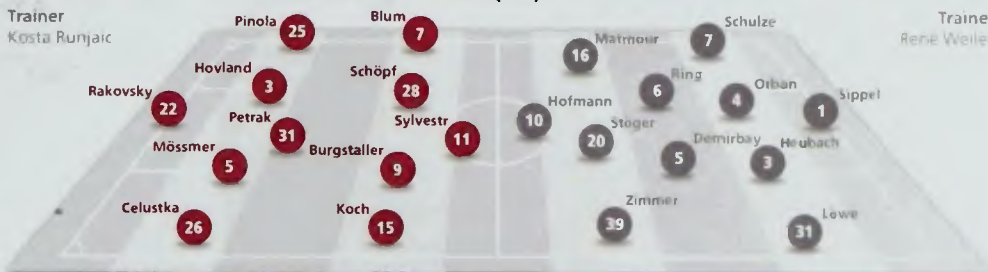 Trainer
Kosta Runjaic
Traine
René Weile
Pinola
25
Blum
7
Hovland
3
Schöpf
28
Rakovsky
22
Petrak
31
Sylvestr
11
Mössmer
5
Burgstaller
9
Celustka
26
Koch
15
Schulze
7
Matmour
16
Ring
6
Orban
4
Sippel
1
Hofmann
10
Stöger
20
Demirbay
5
Heubach
3
Zimmer
39
Löwe
31